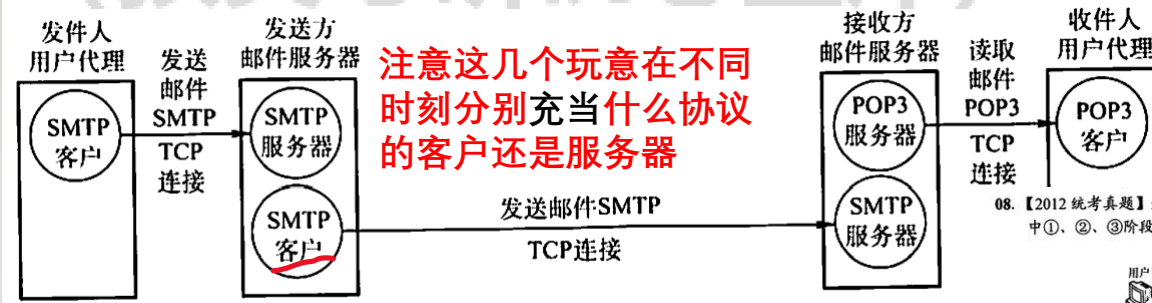 发件人
用户代理
SMTP
客户
发送
邮件
SMTP
TCP
连接
发送方
邮件服务器
SMTP
服务器
SMTP
客户
注意这几个玩意在不同
时刻分别充当什么协议
的客户还是服务器
发送邮件SMTP
TCP连接
接收方
邮件服务器
POP3
服务器
SMTP
服务器
读取
邮件
POP3
TCP
连接
收件人
用户代理
POP3
客户
08.【2012 统考真题】
中①、②、③阶段
用户